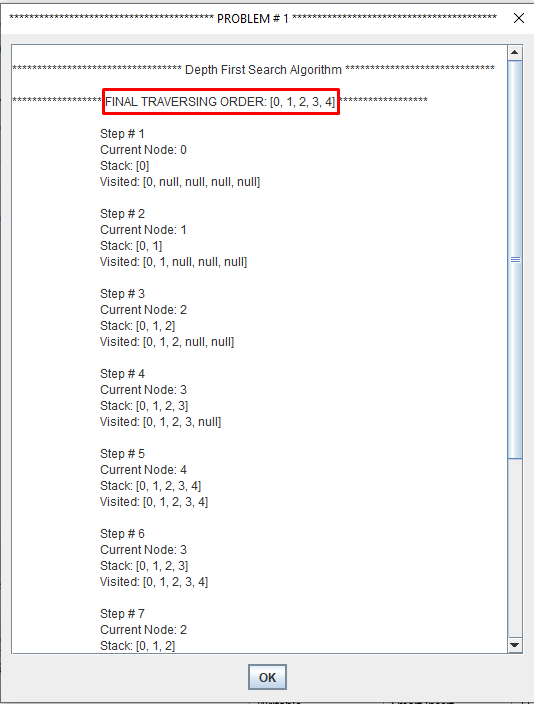 ***************************************** PROBLEM # 1 *****************************************
********************************** Depth First Search Algorithm ******************************
******************FINAL TRAVERSING ORDER: [0, 1, 2, 3, 4]******************
Step # 1
Current Node: 0
Stack: [0]
Visited: [0, null, null, null, null]
Step # 2
Current Node: 1
Stack: [0, 1]
Visited: [0, 1, null, null, null]
Step # 3
Current Node: 2
Stack: [0, 1, 2]
Visited: [0, 1, 2, null, null]
Step # 4
Current Node: 3
Stack: [0, 1, 2, 3]
Visited: [0, 1, 2, 3, null]
Step # 5
Current Node: 4
Stack: [0, 1, 2, 3, 4]
Visited: [0, 1, 2, 3, 4]
Step # 6
Current Node: 3
Stack: [0, 1, 2, 3]
Visited: [0, 1, 2, 3, 4]
Step # 7
Current Node: 2
Stack: [0, 1, 2]
OK